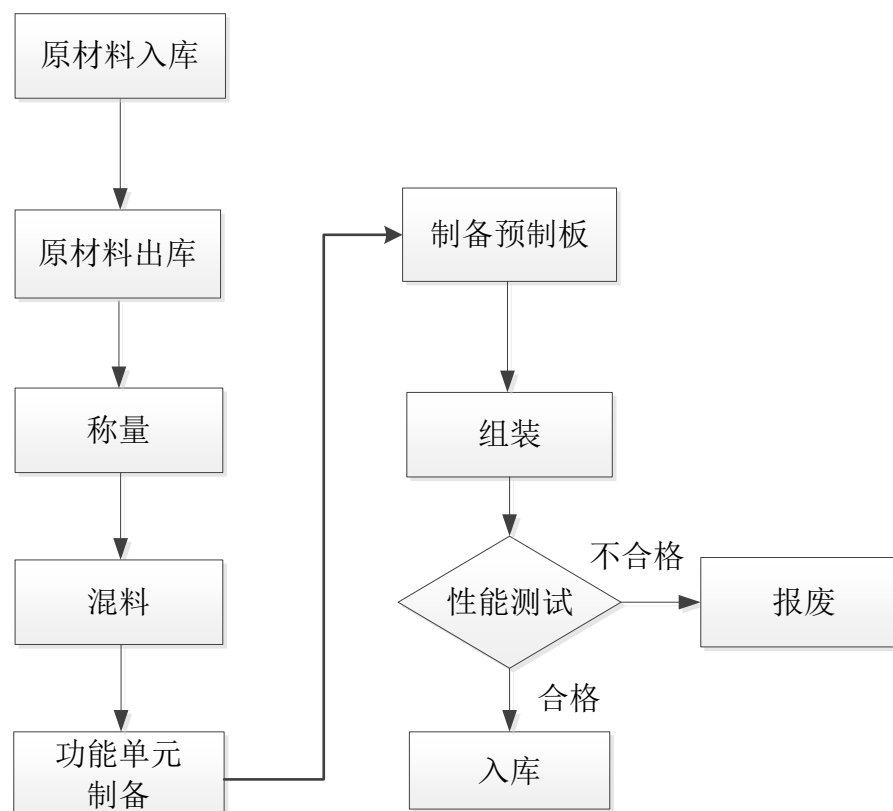 原材料入库
原材料出库
称量
混料
功能单元
制备
制备预制板
组装
性能测试
不合格
报废
合格
入库